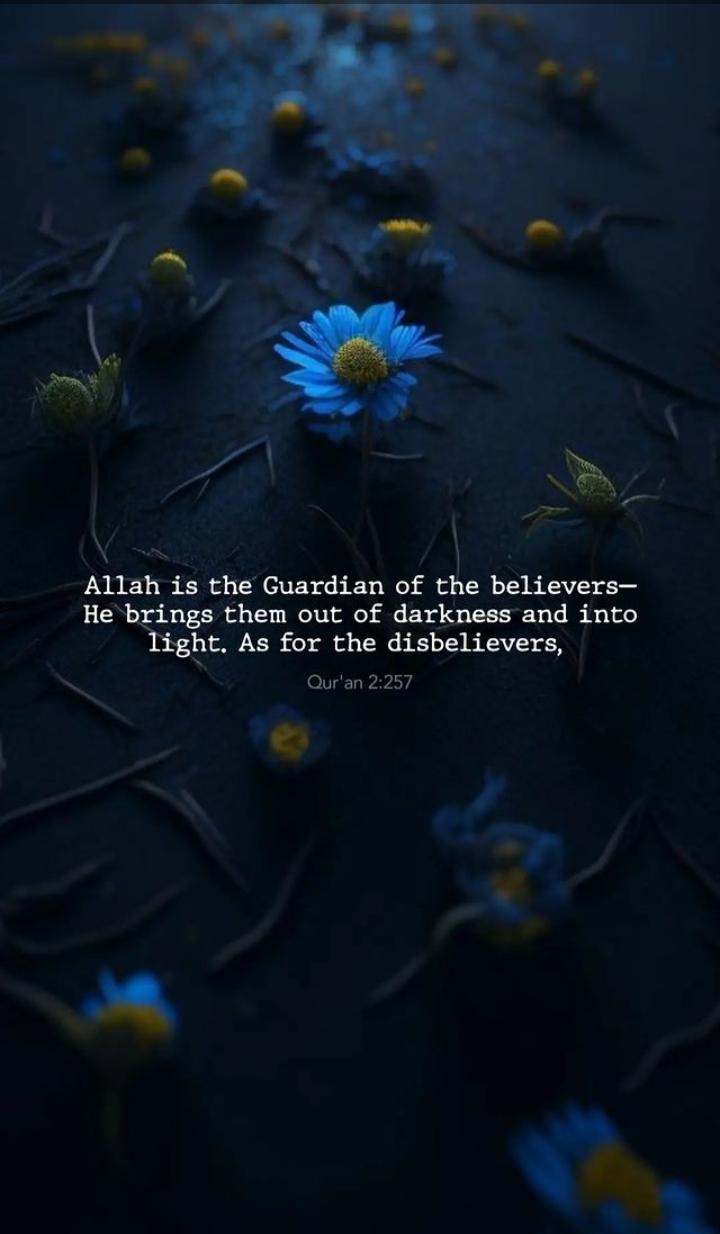 Allah is the Guardian of the believers—
He brings them out of darkness and into
light. As for the disbelievers,
Qur'an 2:257